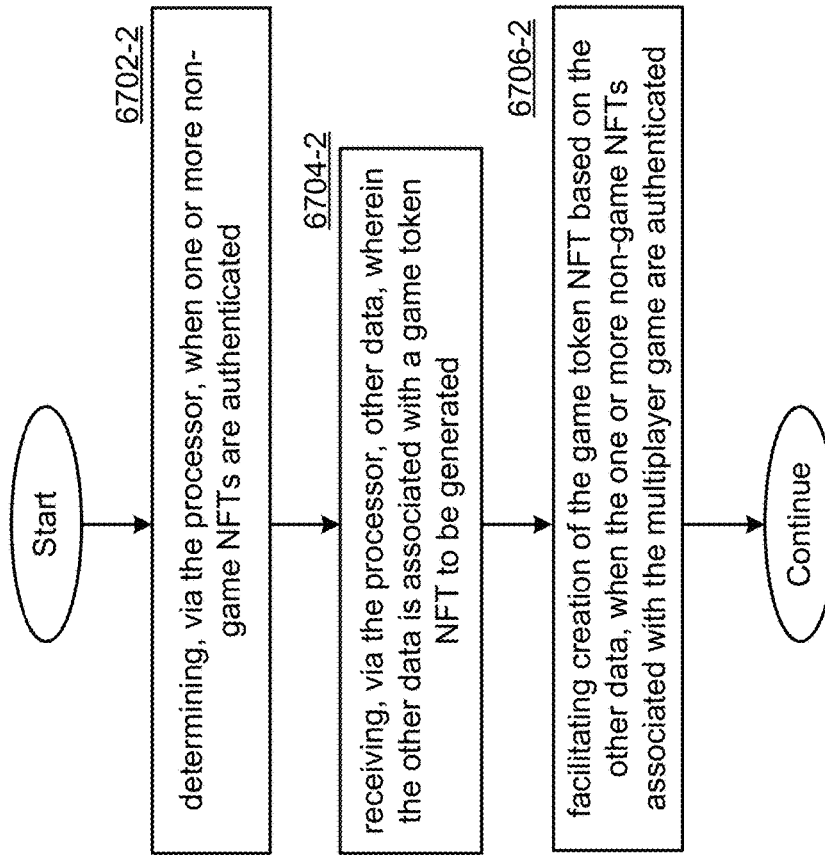 Start
6702-2
determining, via the processor, when one or more non-
game NFTs are authenticated
6704-2
receiving, via the processor, other data, wherein
the other data is associated with a game token
NFT to be generated
6706-2
facilitating creation of the game token NFT based on the
other data, when the one or more non-game NFTs
associated with the multiplayer game are authenticated
Continue